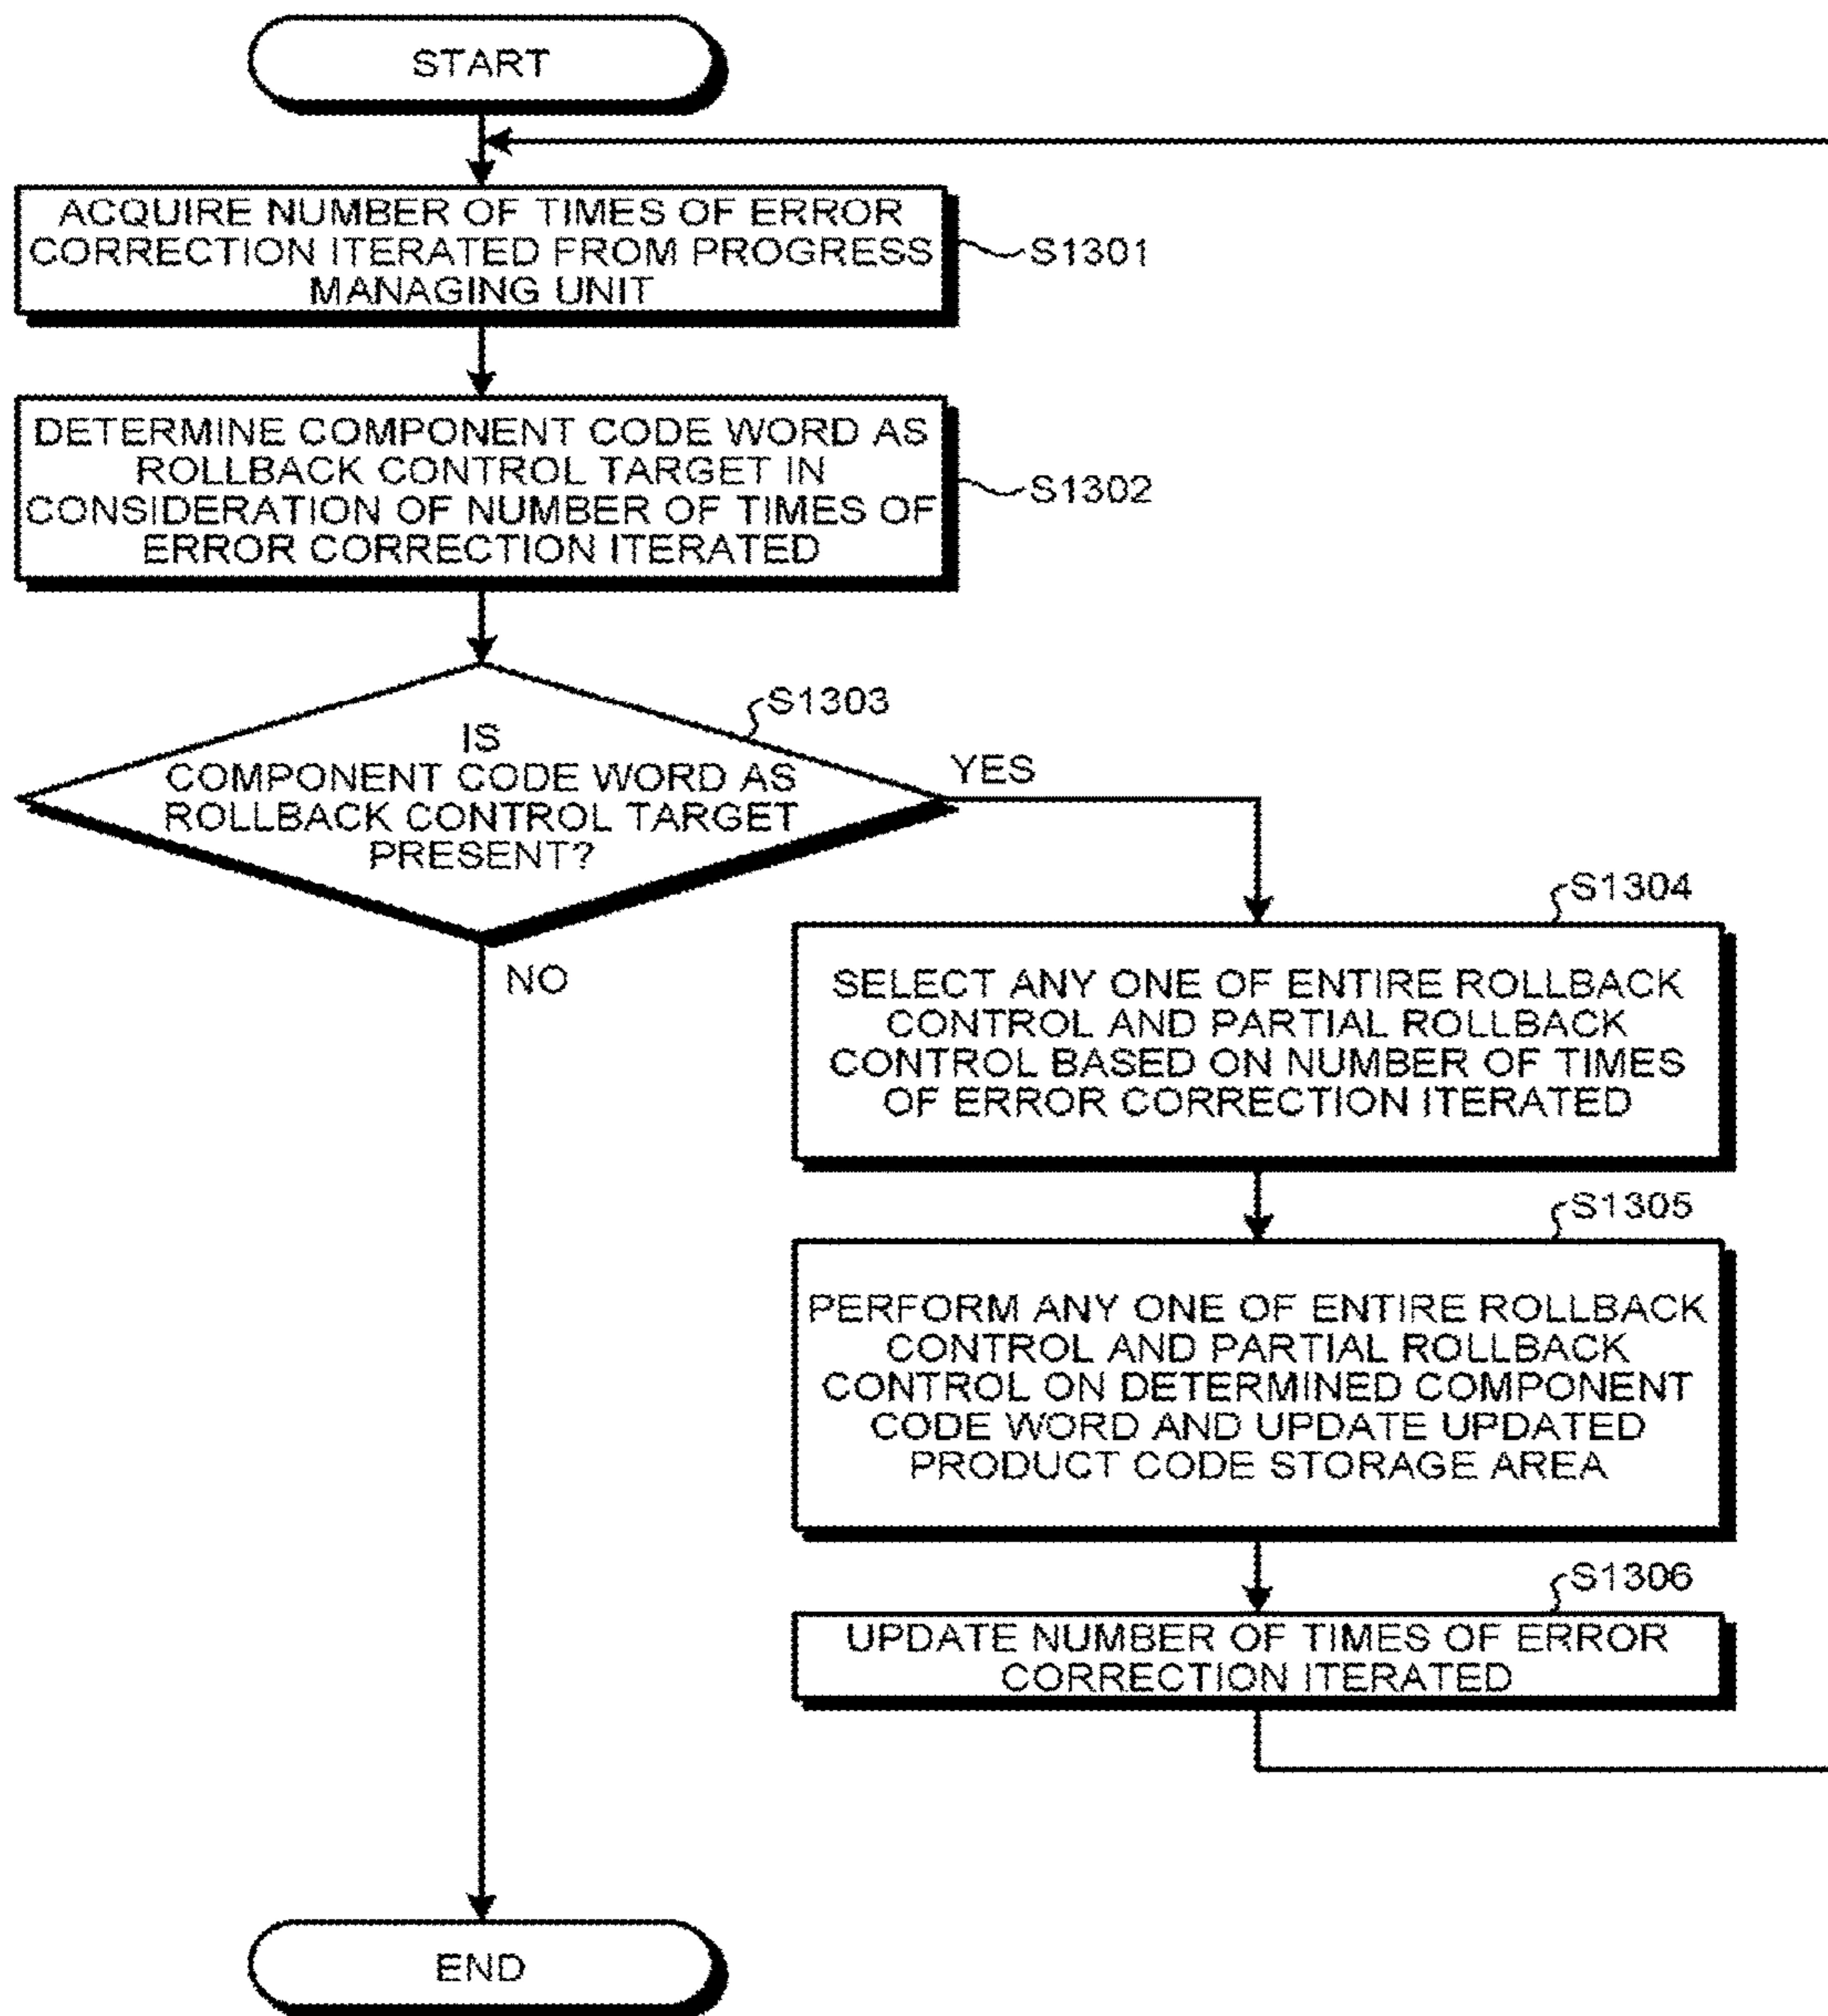 START
ACQUIRE NUMBER OF TIMES OF ERROR
CORRECTION ITERATED FROM PROGRESS
MANAGING UNIT
S1301
DETERMINE COMPONENT CODE WORD AS
ROLLBACK CONTROL TARGET IN
CONSIDERATION OF NUMBER OF TIMES OF
ERROR CORRECTION ITERATED
S1302
IS
COMPONENT CODE WORD AS
ROLLBACK CONTROL TARGET
PRESENT?
S1303
YES
NO
S1304
SELECT ANY ONE OF ENTIRE ROLLBACK
CONTROL AND PARTIAL ROLLBACK
CONTROL BASED ON NUMBER OF TIMES
OF ERROR CORRECTION ITERATED
S1305
PERFORM ANY ONE OF ENTIRE ROLLBACK
CONTROL AND PARTIAL ROLLBACK
CONTROL ON DETERMINED COMPONENT
CODE WORD AND UPDATE UPDATED
PRODUCT CODE STORAGE AREA
S1306
UPDATE NUMBER OF TIMES OF ERROR
CORRECTION ITERATED
END